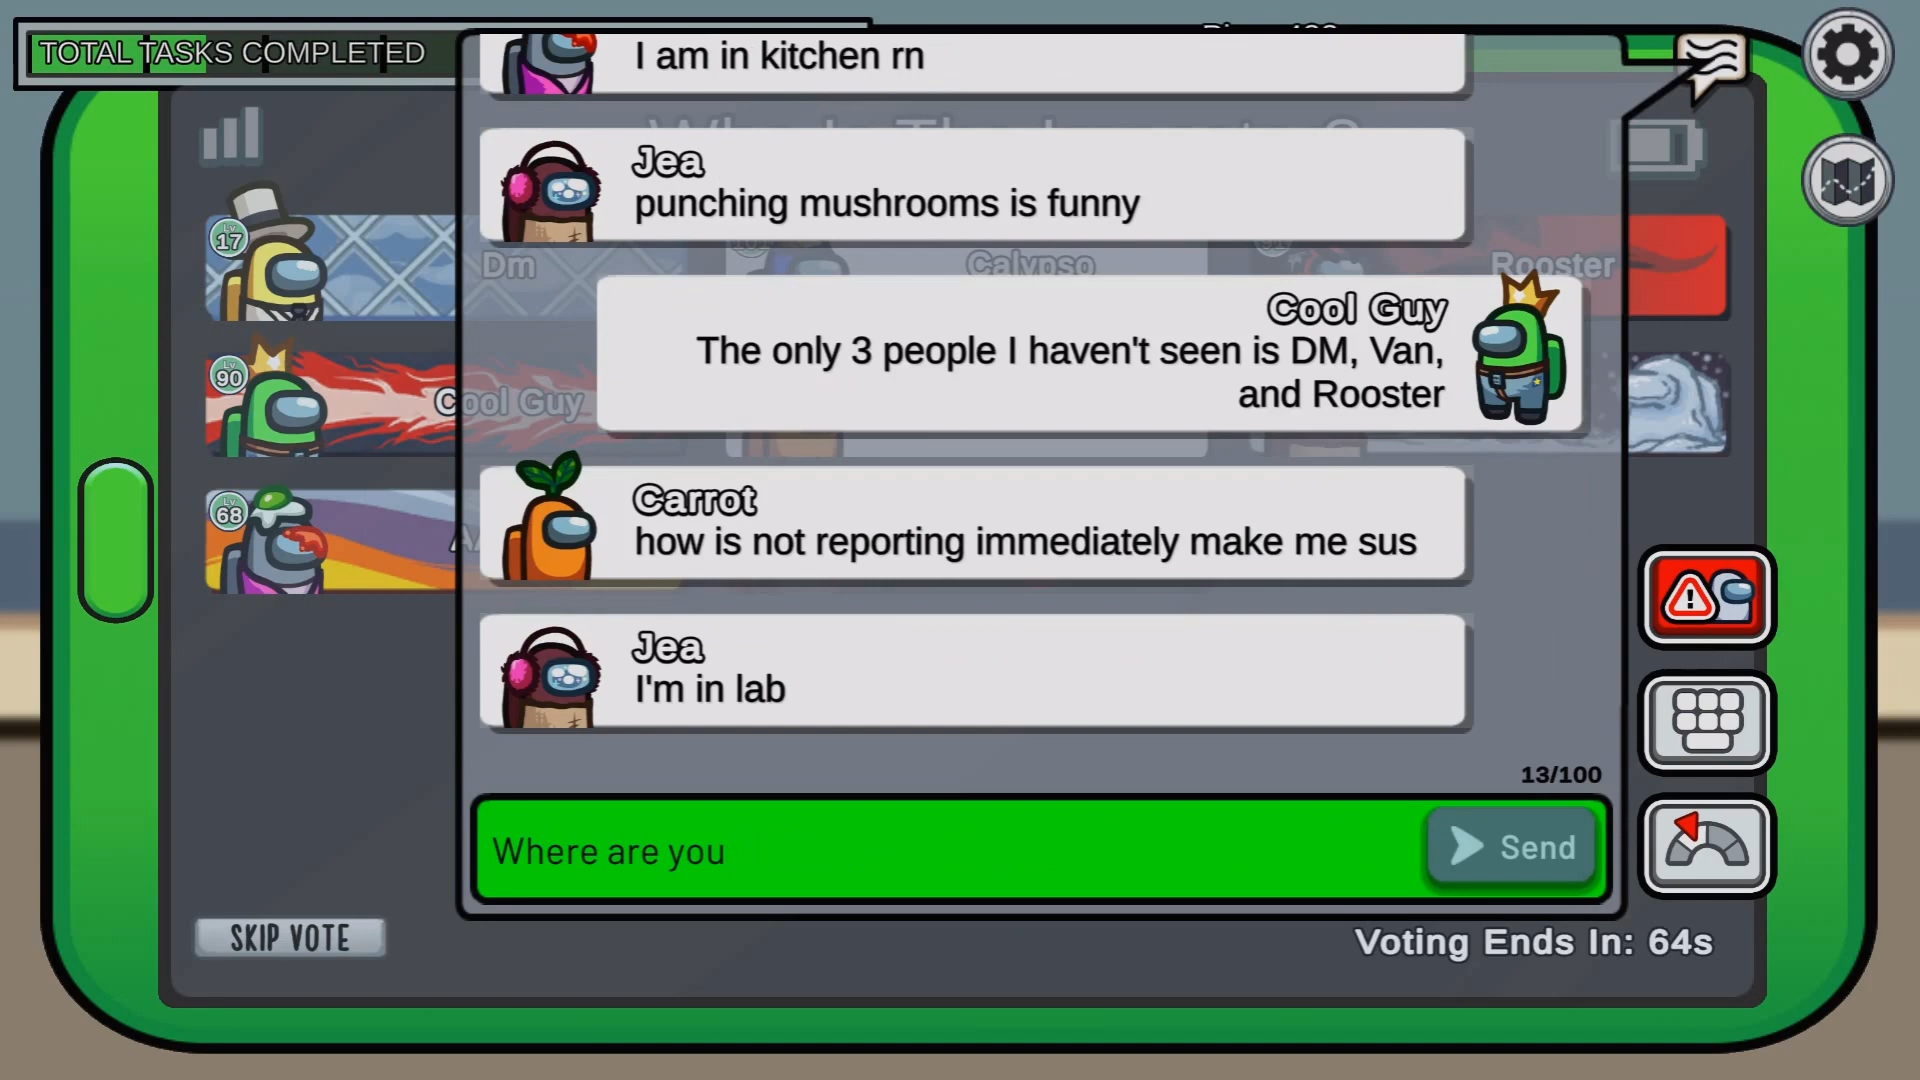 TOTAL TASKS COMPLETED
I am in kitchen rn
Jea
punching mushrooms is funny
Lv
17
Dm
Calypso
Rooster
Cool Guy
The only 3 people I haven't seen is DM, Van,
and Rooster
Lv
90
Cool Guy
Carrot
how is not reporting immediately make me sus
Lv
68
Jea
I'm in lab
13/100
Where are you
Send
SKIP VOTE
Voting Ends In: 64s